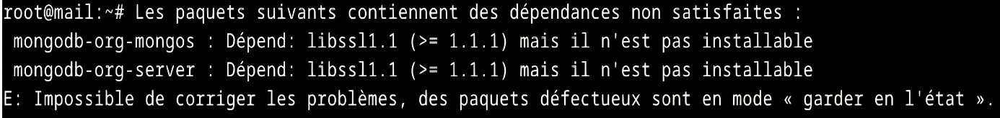 root@mail:~# Les paquets suivants contiennent des dépendances non satisfaites :
mongodb-org-mongos : Dépend: libssl1.1 (>= 1.1.1) mais il n'est pas installable
mongodb-org-server : Dépend: libssl1.1 (>= 1.1.1) mais il n'est pas installable
E: Impossible de corriger les problèmes, des paquets défectueux sont en mode « garder en l'état ».